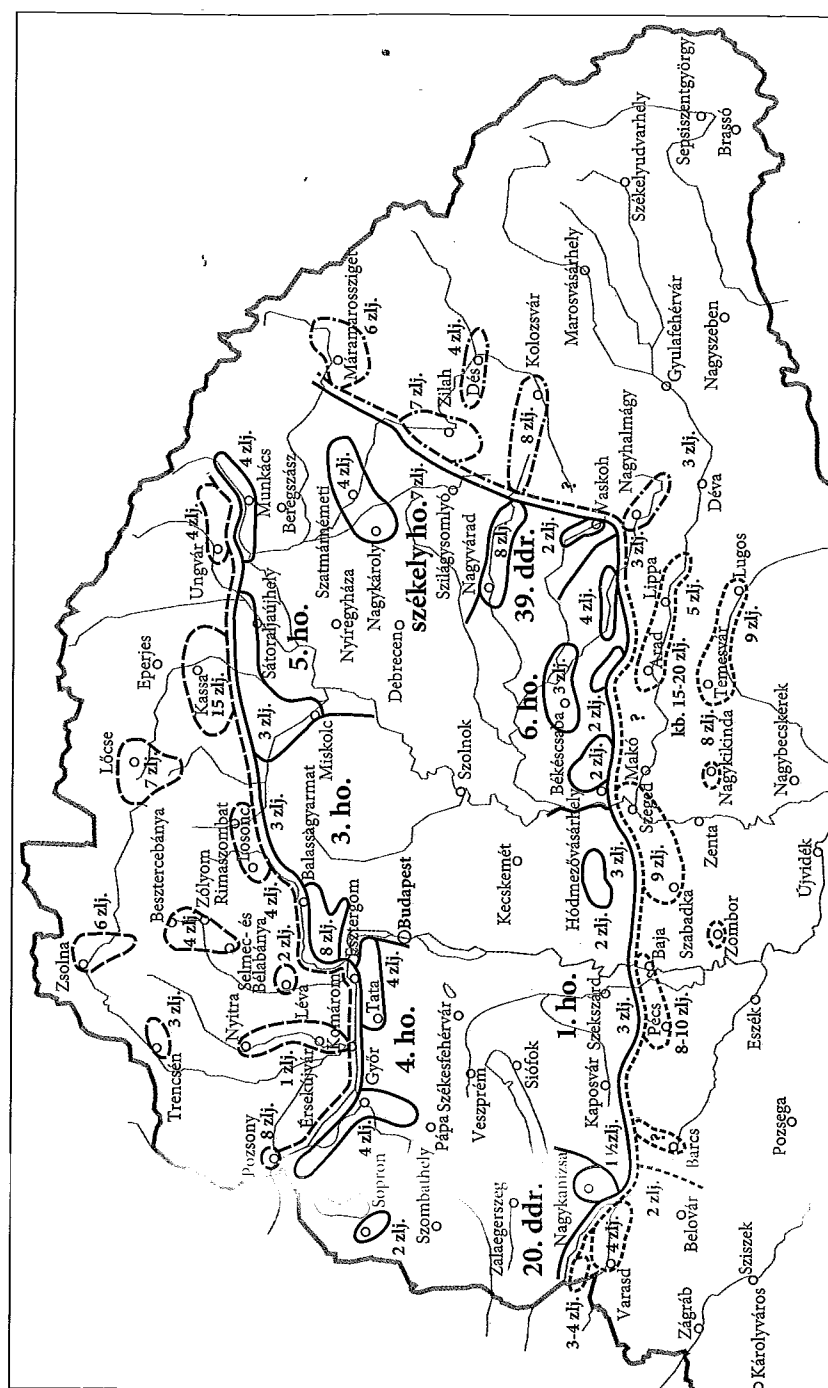 Zsolna
6 zlj.
Lőcse
7 zlj.
Trencsén
3 zlj.
Besztercebánya
4 zlj.
Zólyom
Rimaszombat
Eperjes
Kassa
15 zlj.
Ungvár
4 zlj.
4 zlj.
Munkács
Beregszász
Nyitra
Selmec- és
Bélabánya
2 zlj.
Losonc
4 zlj.
3 zlj.
3 zlj.
Sátoraljaújhely
5. ho.
Máramarossziget
6 zlj.
Pozsony
8 zlj.
1 zlj.
Érsekújvár
Léva
Komárom
Esztergom
8 zlj.
Balassagyarmat
3. ho.
Miskolc
Nyíregyháza
Szatmárnémeti
4 zlj.
Nagykároly
Sopron
2 zlj.
4 zlj.
Győr
Tata
4 zlj.
4. ho.
Budapest
Debrecen
székely ho.
7 zlj.
Szilágysomlyó
7 zlj.
Zilah
4 zlj.
Dés
Szombathely
Pápa
Székesfehérvár
Szolnok
Kecskemét
Nagyvárad
8 zlj.
39. ddr.
8 zlj.
Kolozsvár
Veszprém
Siófok
Zalaegerszeg
20. ddr.
Nagykanizsa
Kaposvár
1. ho.
Szekszárd
2 zlj.
Hódmezővásárhely
2 zlj.
Békéscsaba
3 zlj.
6. ho.
2 zlj.
4 zlj.
2 zlj.
Vaskoh
?
Marosvásárhely
Székelyudvarhely
3-4 zlj.
4 zlj.
Varasd
1 ½ zlj.
2 zlj.
?
Barcs
3 zlj.
Pécs
8-10 zlj.
Baja
3 zlj.
Szabadka
9 zlj.
Szeged
Makó
?
Arad
kb. 15-20 zlj.
Lippa
5 zlj.
3 zlj.
Nagyhalmágy
3 zlj.
Déva
Gyulafehérvár
Nagyszeben
Sepsiszentgyörgy
Brassó
Zágráb
Belovár
Sziszek
Károlyváros
Pozsega
Eszék
Zombor
Zenta
Újvidék
Nagykikinda
8 zlj.
Temesvár
9 zlj.
Lugos
Nagybecskerek